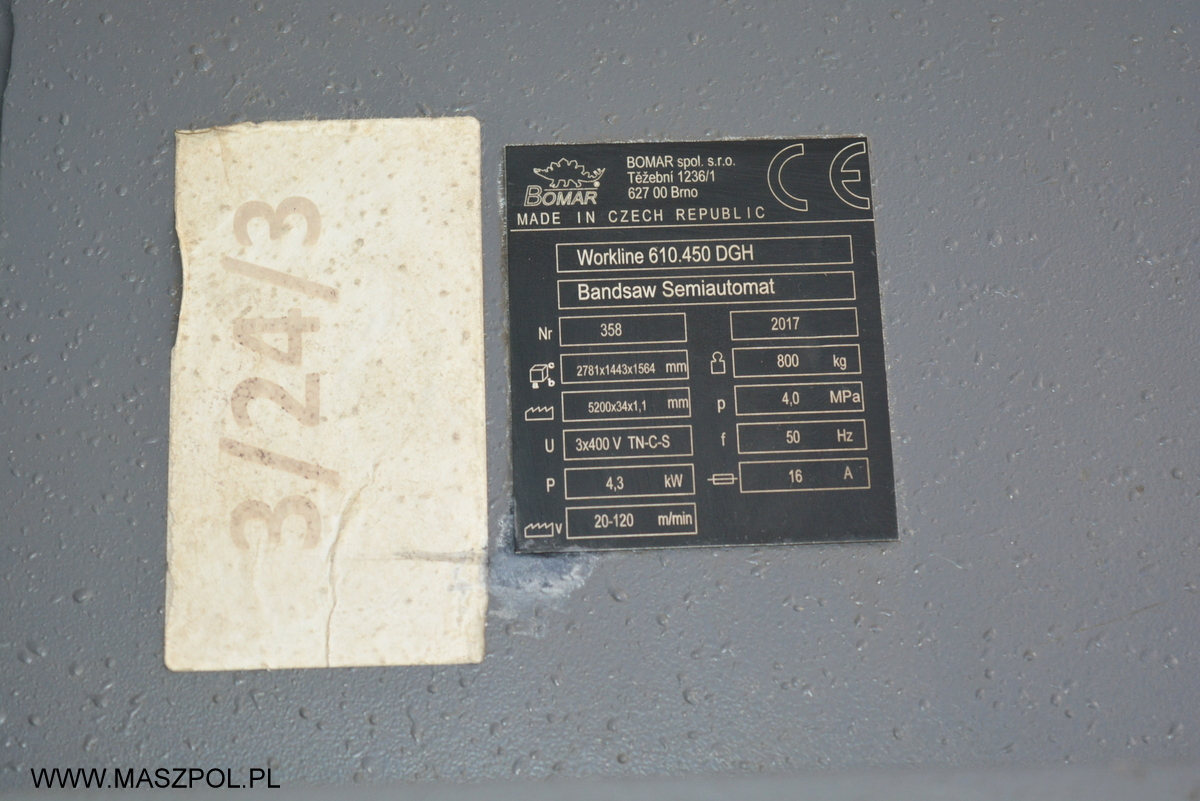 3/24/3
BOMAR
BOMAR spol. s.r.o.
Těžební 1236/1
627 00 Brno
CE
MADE IN CZECH REPUBLIC
Workline 610.450 DGH
Bandsaw Semiautomat
Nr 358 2017
2781x1443x1564 mm 800 kg
5200x34x1,1 mm p 4,0 MPa
U 3x400 V TN-C-S f 50 Hz
P 4,3 kW 16 A
v 20-120 m/min
WWW.MASZPOL.PL